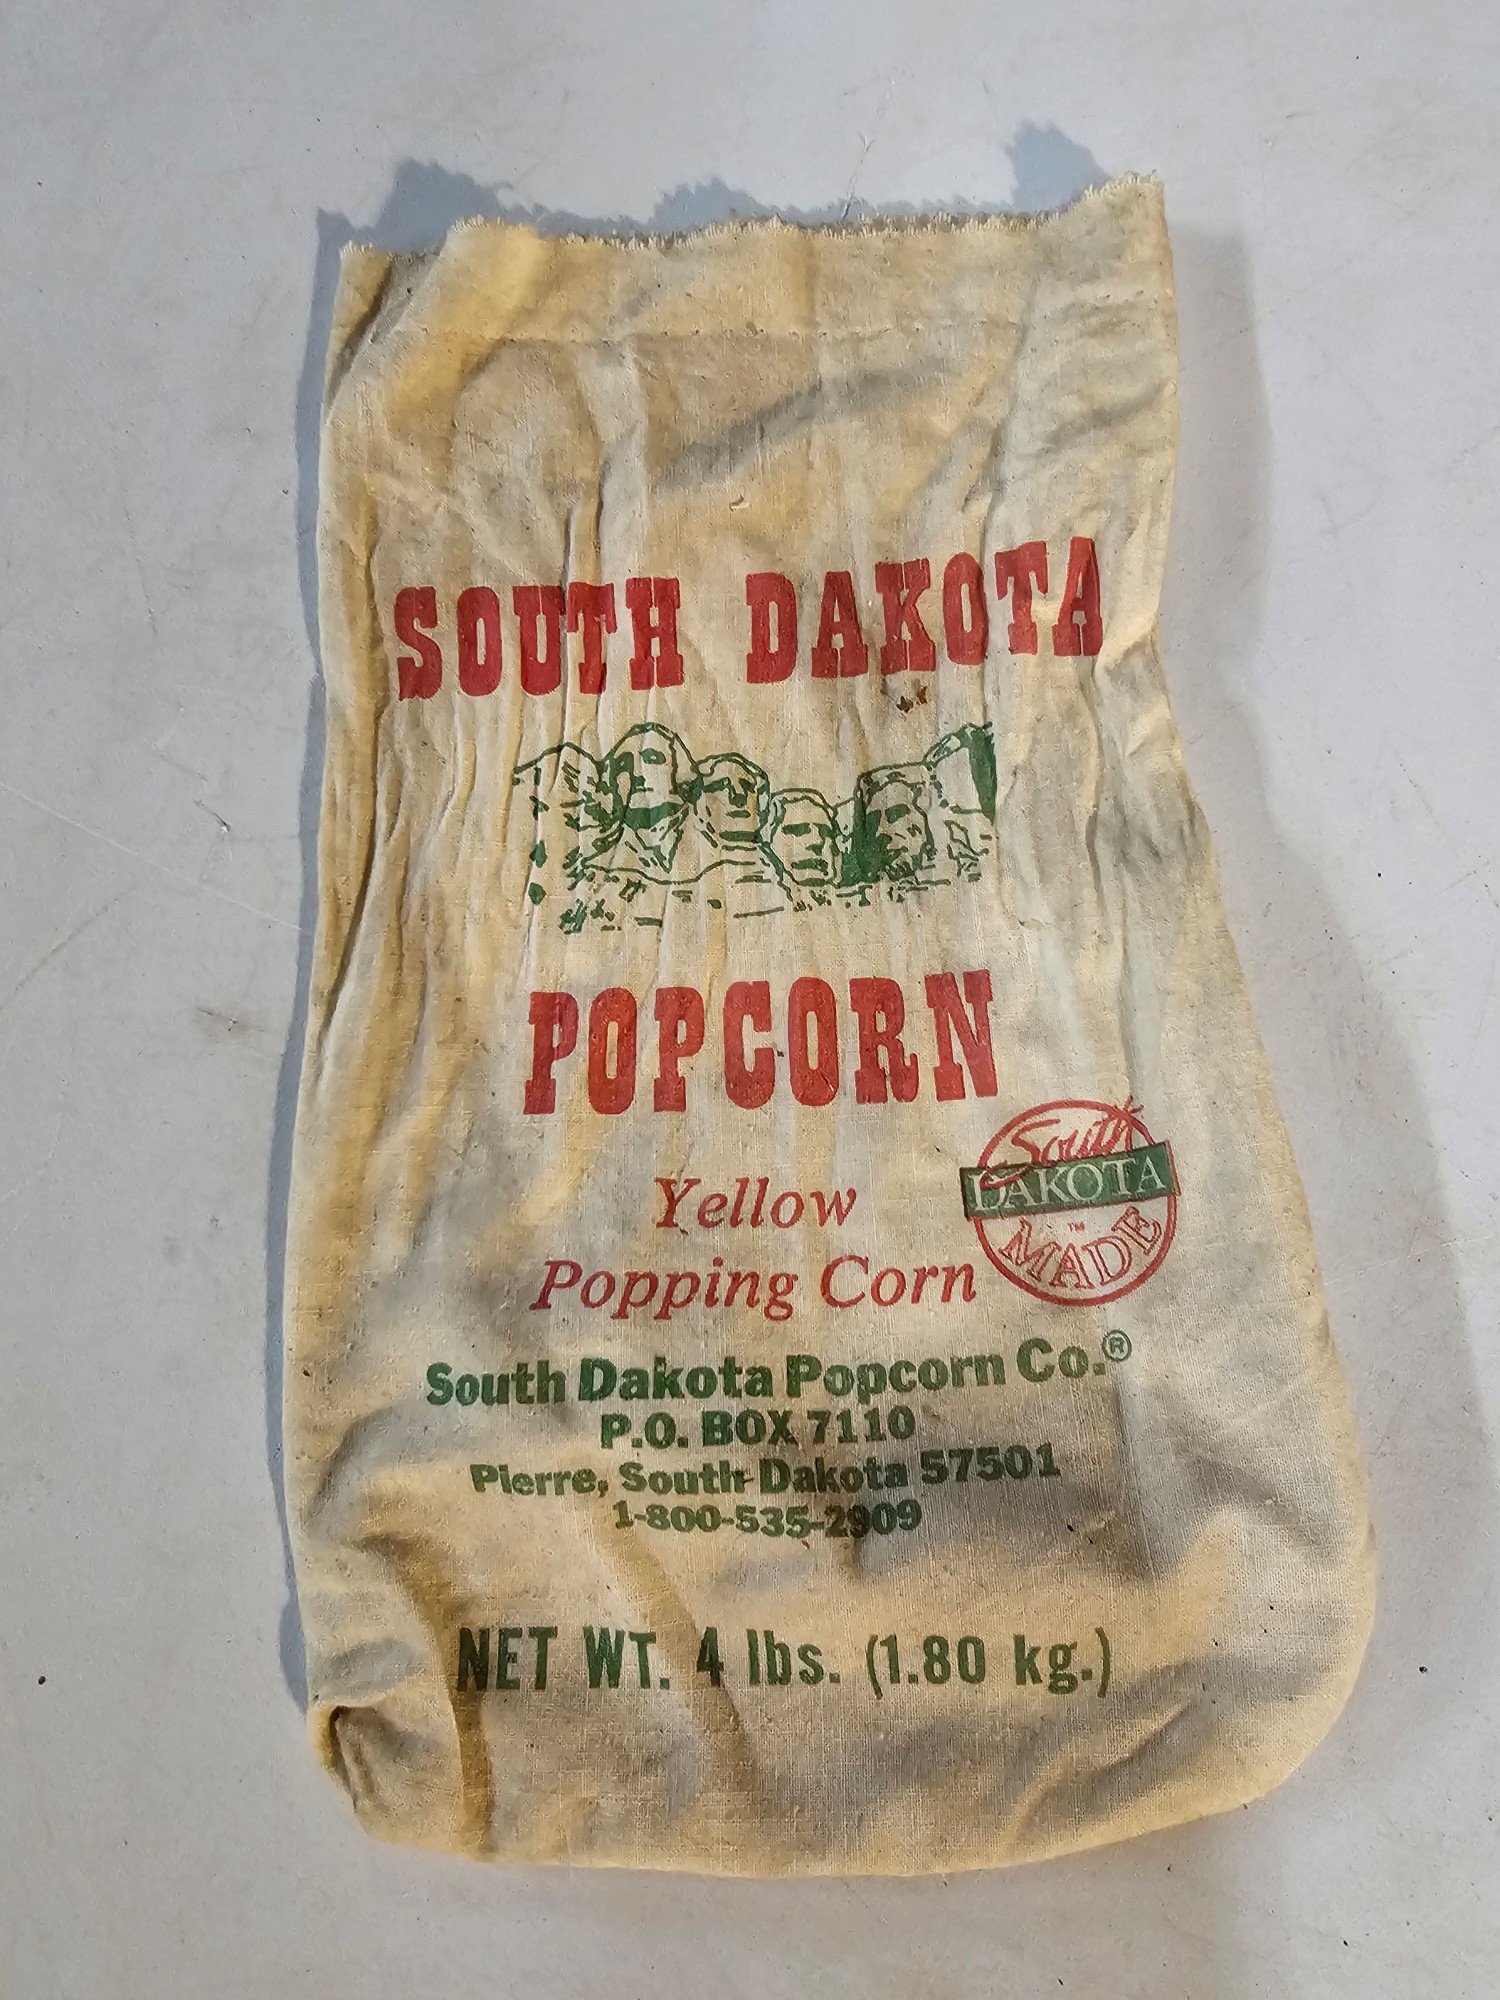 SOUTH DAKOTA
POPCORN
Yellow
Popping Corn
South
DAKOTA
MADE™
South Dakota Popcorn Co.®
P.O. BOX 7110
Pierre, South Dakota 57501
1-800-535-2909
NET WT. 4 lbs. (1.80 kg.)